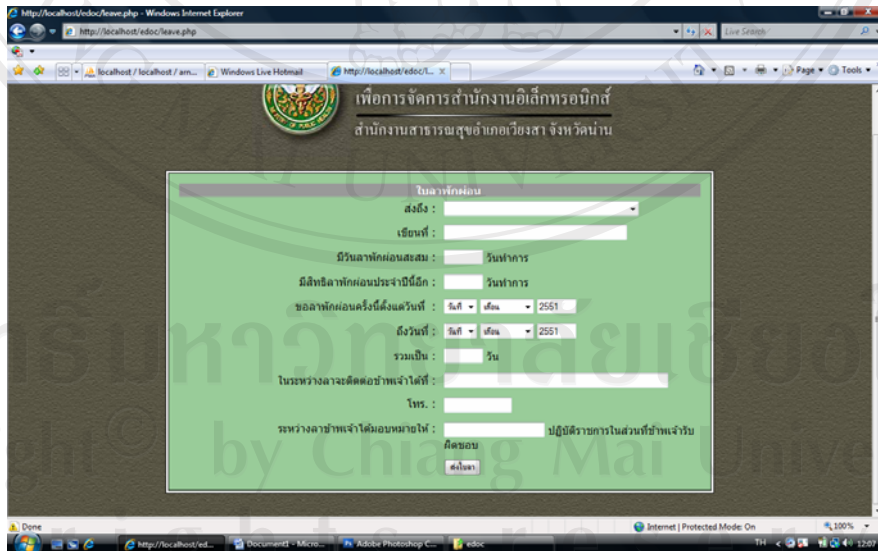 http://localhost/edoc/leave.php - Windows Internet Explorer
http://localhost/edoc/leave.php
Live Search
localhost / localhost / am...
Windows Live Hotmail
http://localhost/edoc/l...
Page
Tools
เพื่อการจัดการสำนักงานอิเล็กทรอนิกส์
สำนักงานสาธารณสุขอำเภอเวียงสา จังหวัดน่าน
ใบลาพักผ่อน
ส่งถึง :
เขียนที่ :
มีวันลาพักผ่อนสะสม : วันทำการ
มีสิทธิลาพักผ่อนประจำปีนี้อีก : วันทำการ
ขอลาพักผ่อนครั้งนี้ตั้งแต่วันที่ : วันที่ เดือน 2551
ถึงวันที่ : วันที่ เดือน 2551
รวมเป็น : วัน
ในระหว่างลาจะติดต่อข้าพเจ้าได้ที่ :
โทร. :
ระหว่างลาข้าพเจ้าได้มอบหมายให้ : ปฏิบัติราชการในส่วนที่ข้าพเจ้ารับ
ผิดชอบ
ส่งใบลา
by Chiang Mai Unive
Done
Internet | Protected Mode: On
100%
http://localhost/ed...
Document1 - Micro...
Adobe Photoshop C...
edoc
TH
12:07